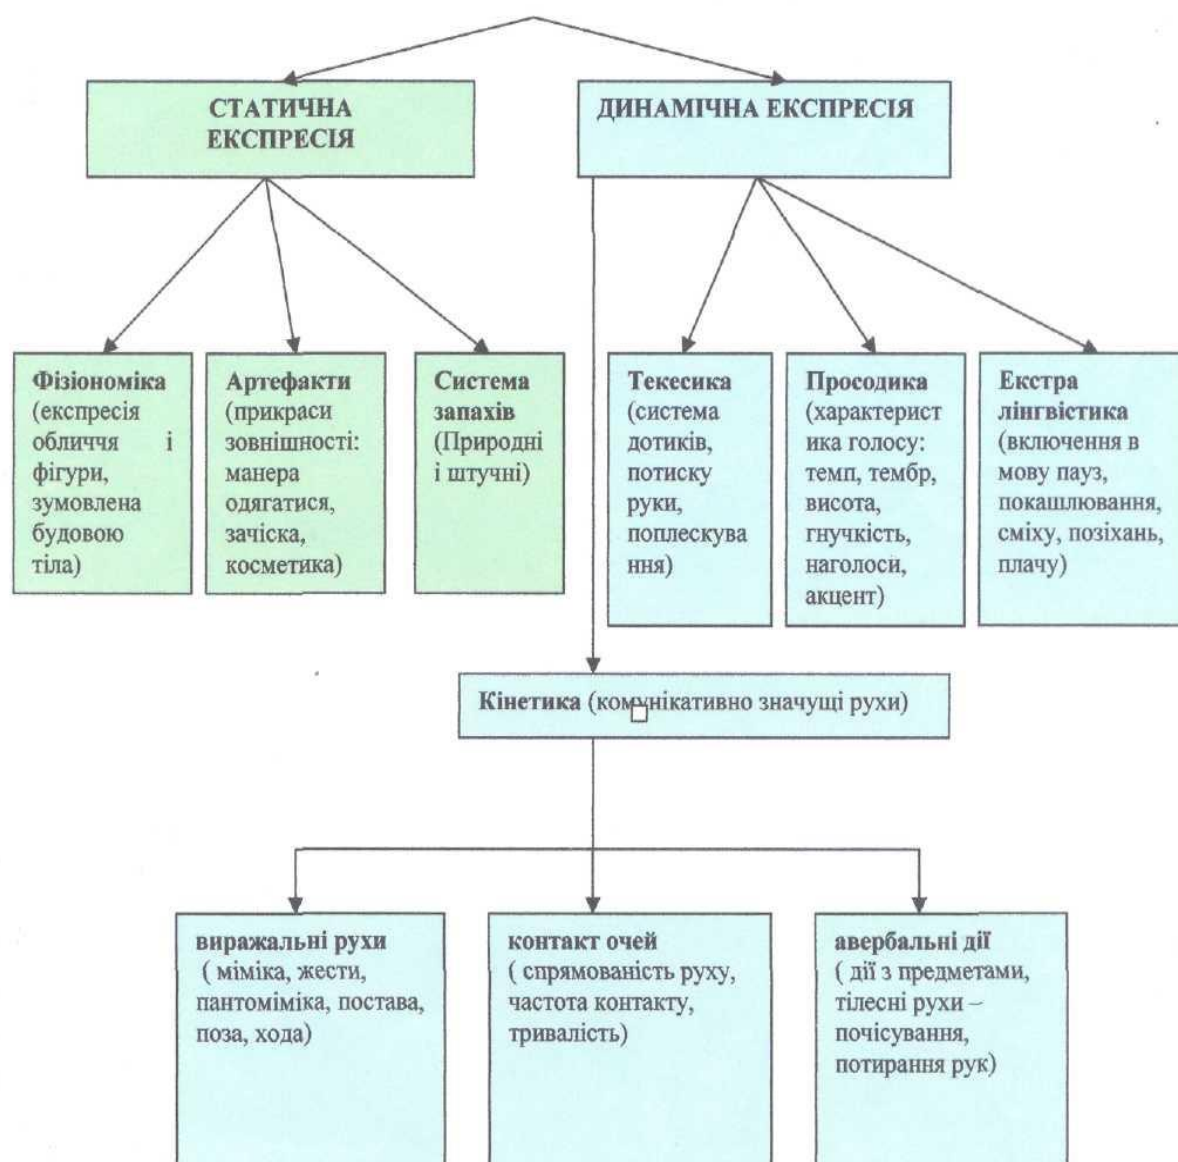 СТАТИЧНА
ЕКСПРЕСІЯ
ДИНАМІЧНА ЕКСПРЕСІЯ
Фізіономіка
(експресія
обличчя і
фігури,
зумовлена
будовою
тіла)
Артефакти
(прикраси
зовнішності:
манера
одягатися,
зачіска,
косметика)
Система
запахів
(Природні
і штучні)
Текесика
(система
дотиків,
потиску
руки,
поплескува
ння)
Просодика
(характерист
ика голосу:
темп, тембр,
висота,
гнучкість,
наголоси,
акцент)
Екстра
лінгвістика
(включення в
мову пауз,
покашлювання,
сміху, позіхань,
плачу)
Кінетика (комунікативно значущі рухи)
виражальні рухи
( міміка, жести,
пантоміміка, постава,
поза, хода)
контакт очей
( спрямованість руху,
частота контакту,
тривалість)
авербальні дії
( дії з предметами,
тілесні рухи –
почісування,
потирання рук)